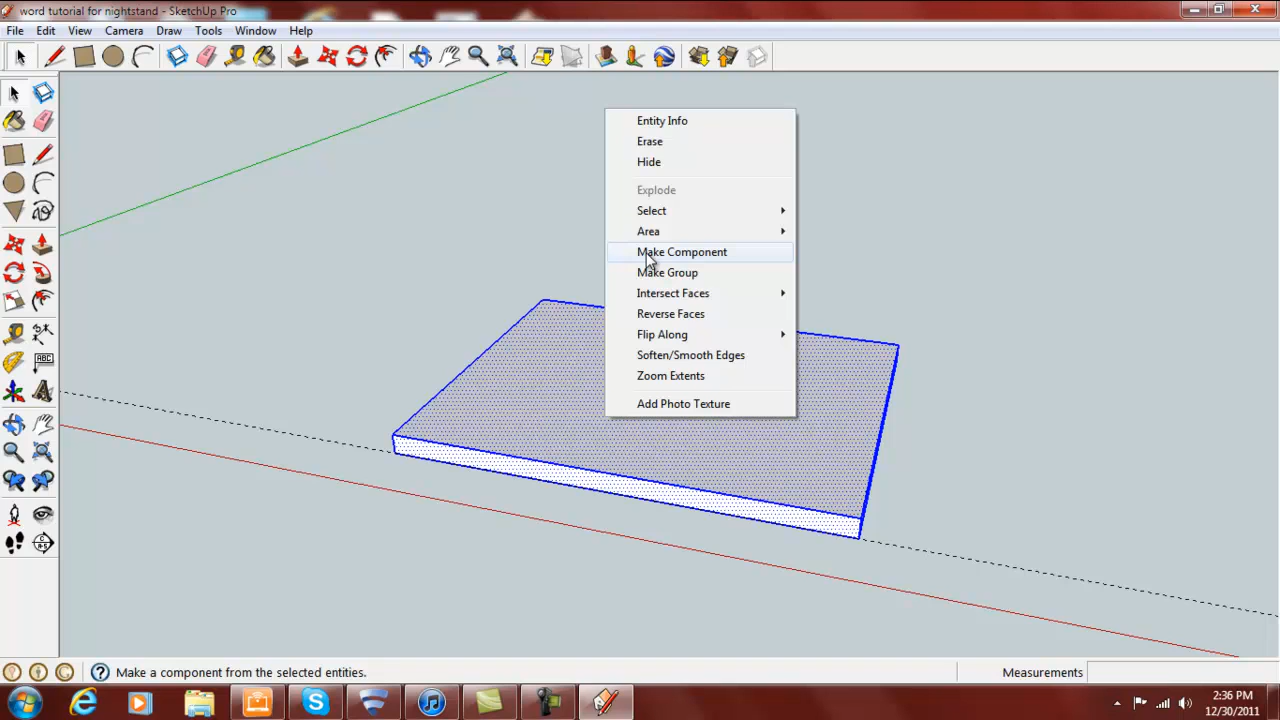 word tutorial for nightstand - SketchUp Pro
File Edit View Camera Draw Tools Window Help
Entity Info
Erase
Hide
Explode
Select
Area
Make Component
Make Group
Intersect Faces
Reverse Faces
Flip Along
Soften/Smooth Edges
Zoom Extents
Add Photo Texture
ABC
Make a component from the selected entities.
Measurements
2:36 PM
12/30/2011